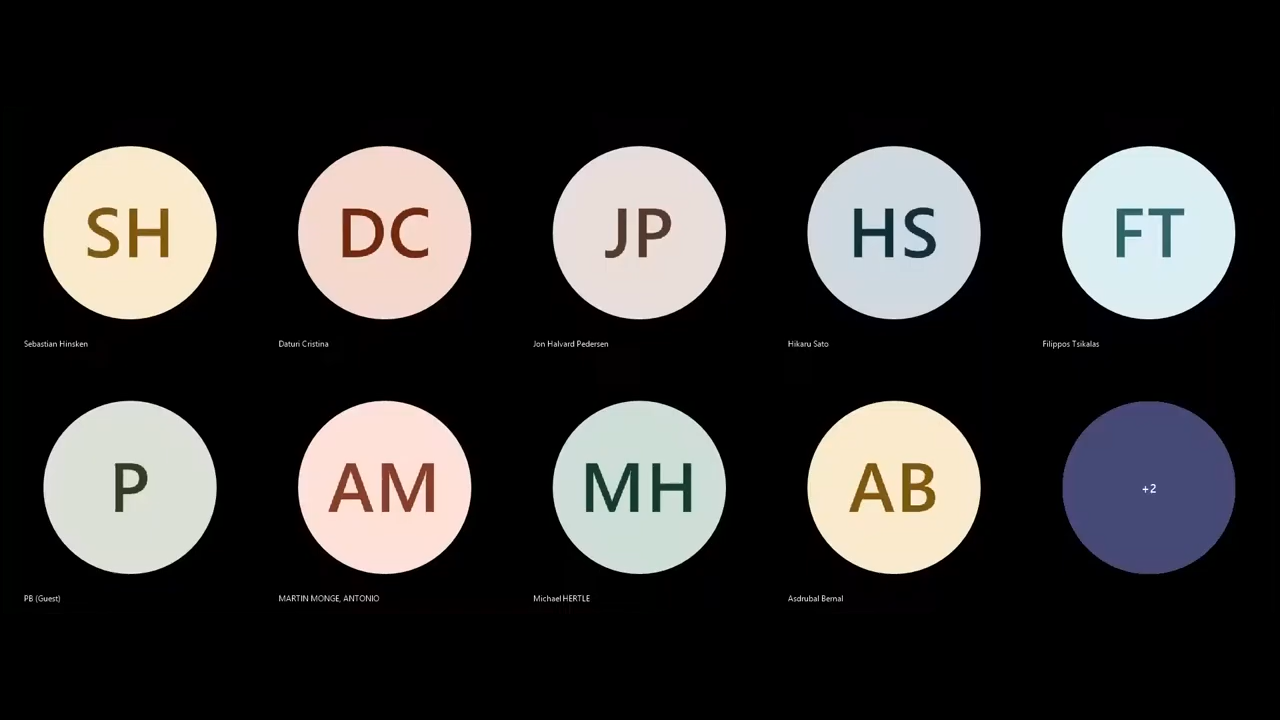 SH
DC
JP
HS
FT
Sebastian Hinsken
Daturi Cristina
Jon Halvard Pedersen
Hikaru Sato
Filippos Tsikalas
P
AM
MH
AB
+2
PB (Guest)
MARTIN MONGE, ANTONIO
Michael HERTLE
Asdrubal Bernal